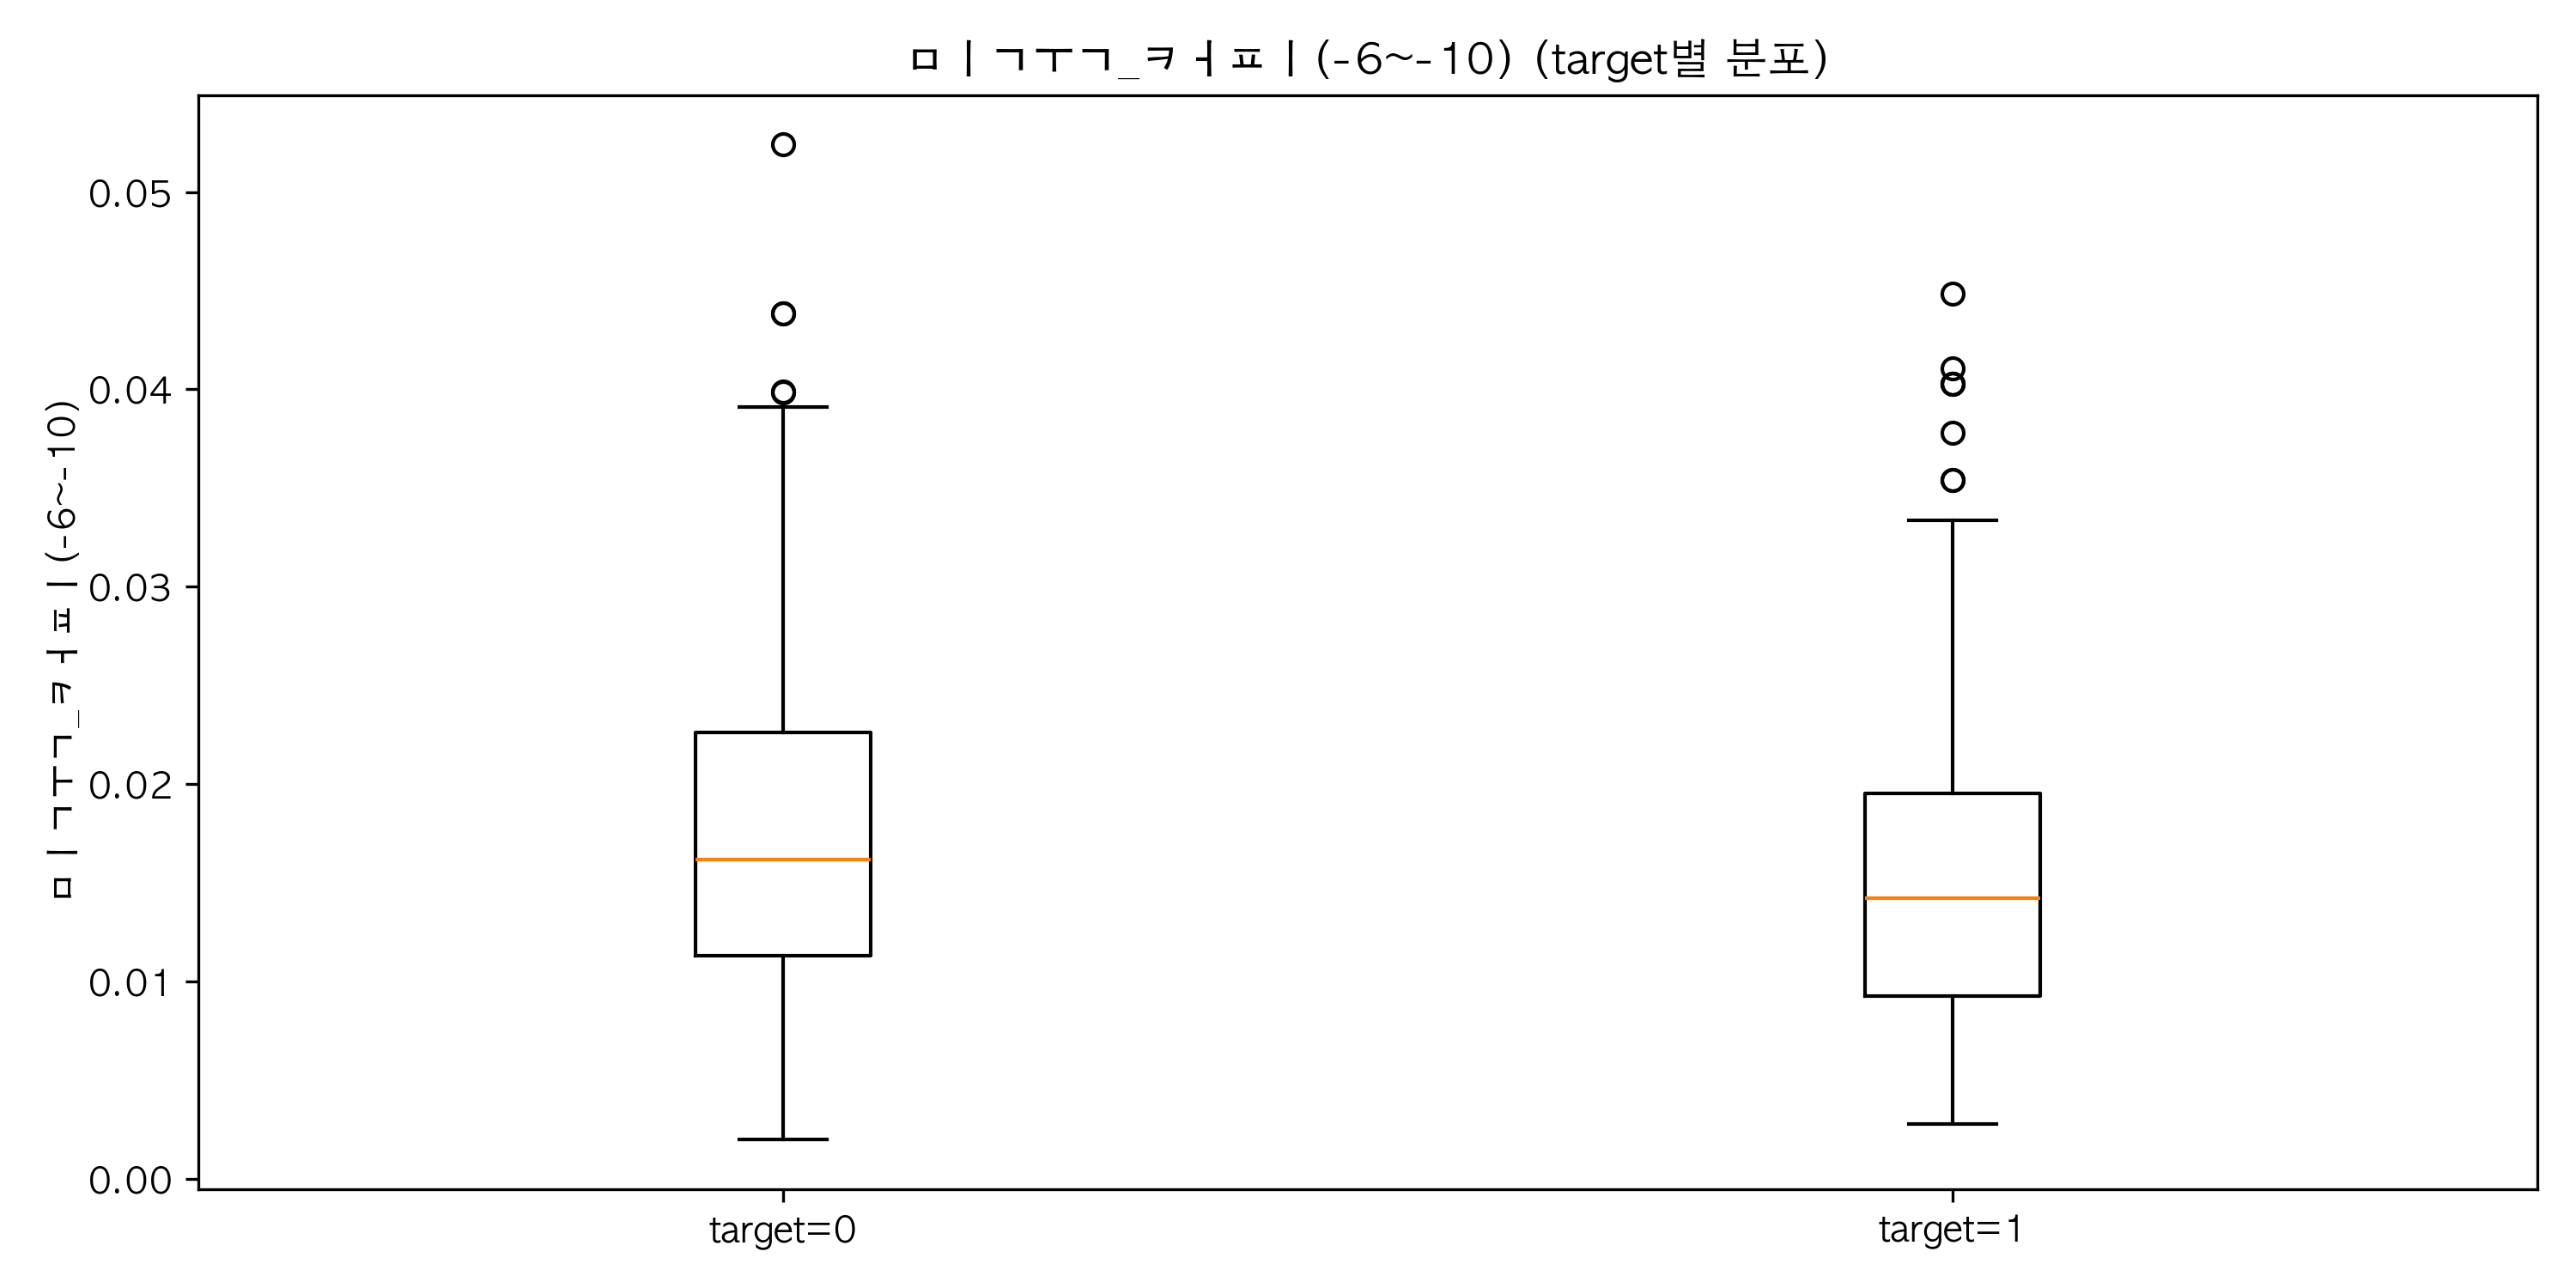 ㅁㅣㄱㅜㄱ_ㅋㅓㅍㅣ(-6~-10) (target별 분포)
ㅁㅣㄱㅜㄱ_ㅋㅓㅍㅣ(-6~-10)
0.05
0.04
0.03
0.02
0.01
0.00
target=0
target=1